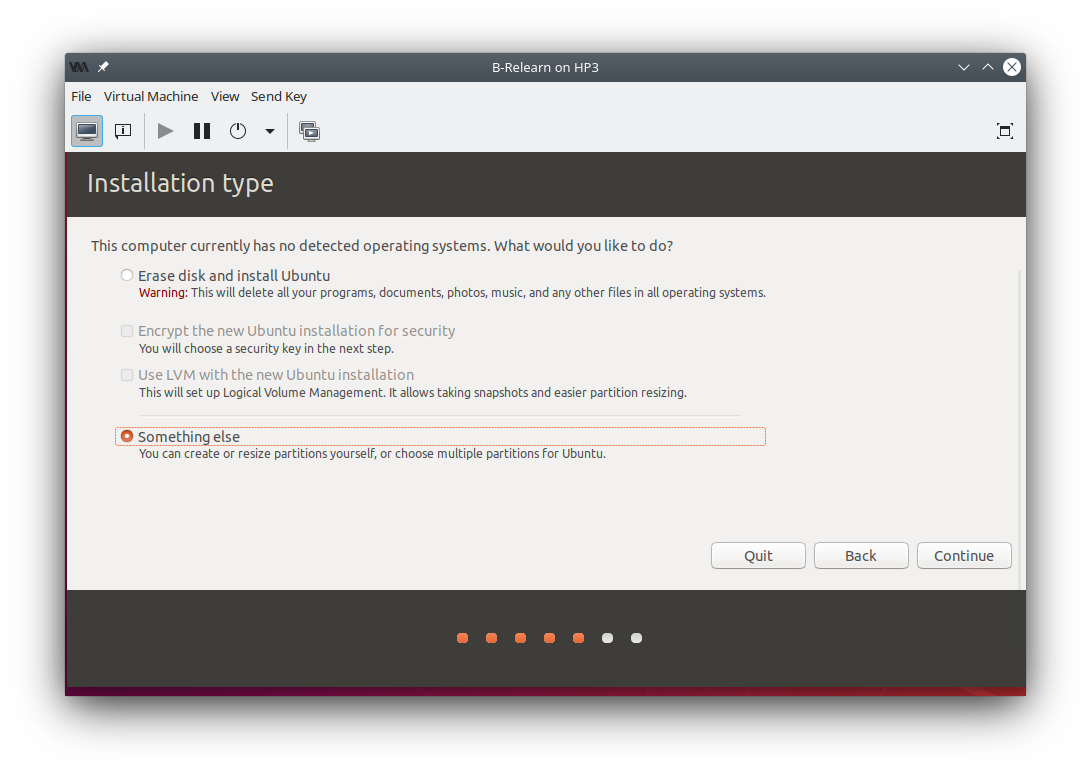 B-Relearn on HP3
File Virtual Machine View Send Key
Installation type
This computer currently has no detected operating systems. What would you like to do?
Erase disk and install Ubuntu
Warning: This will delete all your programs, documents, photos, music, and any other files in all operating systems.
Encrypt the new Ubuntu installation for security
You will choose a security key in the next step.
Use LVM with the new Ubuntu installation
This will set up Logical Volume Management. It allows taking snapshots and easier partition resizing.
Something else
You can create or resize partitions yourself, or choose multiple partitions for Ubuntu.
Quit Back Continue